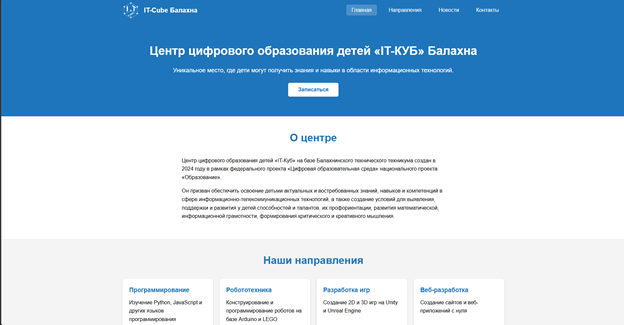 IT-Cube Балахна
Главная
Направления
Новости
Контакты
Центр цифрового образования детей «IT-КУБ» Балахна
Уникальное место, где дети могут получить знания и навыки в области информационных технологий.
Записаться
О центре
Центр цифрового образования детей «IT-Куб» на базе Балахнинского технического техникума создан в
2024 году в рамках федерального проекта «Цифровая образовательная среда» национального проекта
«Образование».
Он призван обеспечить освоение детьми актуальных и востребованных знаний, навыков и компетенций в
сфере информационно-телекоммуникационных технологий, а также создание условий для выявления,
поддержки и развития у детей способностей и талантов, их профориентации, развития математической,
информационной грамотности, формирования критического и креативного мышления.
Наши направления
Программирование
Изучение Python, JavaScript и
других языков
программирования
Робототехника
Конструирование и
программирование роботов на
базе Arduino и LEGO
Разработка игр
Создание 2D и 3D игр на Unity
и Unreal Engine
Веб-разработка
Создание сайтов и веб-
приложений с нуля